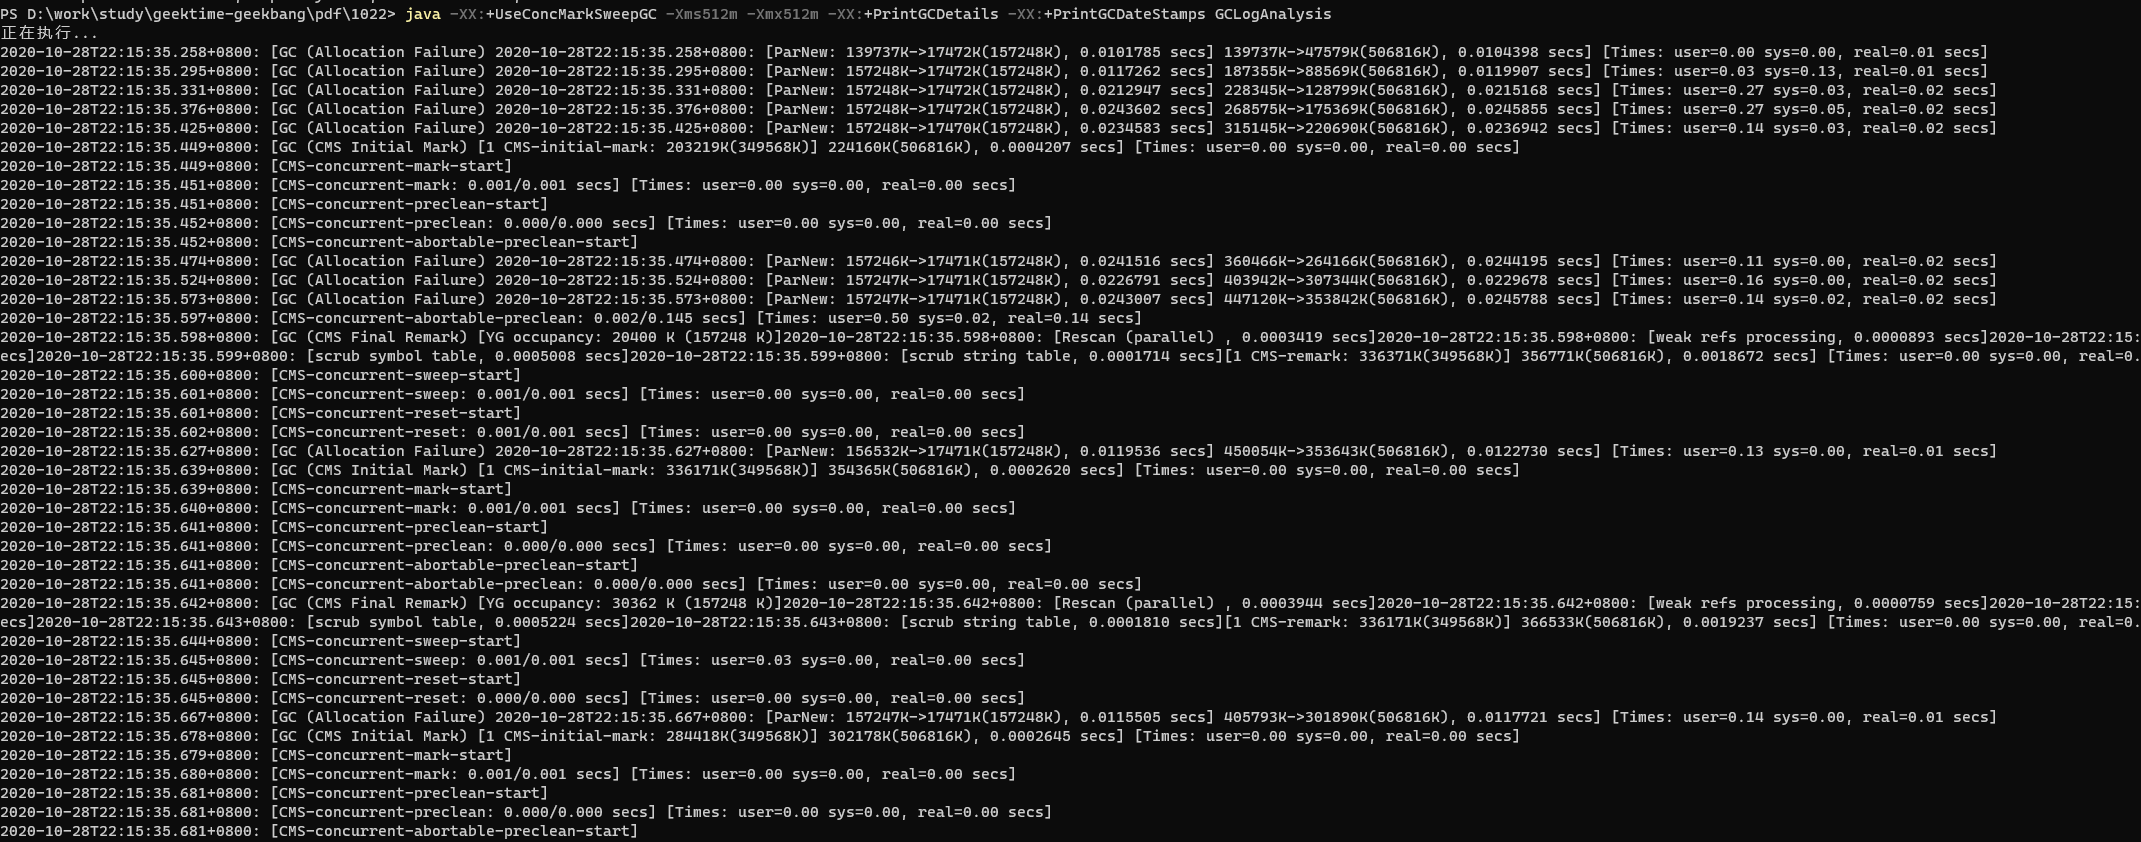 PS D:\work\study\geektime-geekbang\pdf\1022> java -XX:+UseConcMarkSweepGC -Xms512m -Xmx512m -XX:+PrintGCDetails -XX:+PrintGCDateStamps GCLogAnalysis
正在执行...
2020-10-28T22:15:35.258+0800: [GC (Allocation Failure) 2020-10-28T22:15:35.258+0800: [ParNew: 139737K->17472K(157248K), 0.0101785 secs] 139737K->47579K(506816K), 0.0104398 secs] [Times: user=0.00 sys=0.00, real=0.01 secs]
2020-10-28T22:15:35.295+0800: [GC (Allocation Failure) 2020-10-28T22:15:35.295+0800: [ParNew: 157248K->17472K(157248K), 0.0117262 secs] 187355K->88569K(506816K), 0.0119907 secs] [Times: user=0.03 sys=0.13, real=0.01 secs]
2020-10-28T22:15:35.331+0800: [GC (Allocation Failure) 2020-10-28T22:15:35.331+0800: [ParNew: 157248K->17472K(157248K), 0.0212947 secs] 228345K->128799K(506816K), 0.0215168 secs] [Times: user=0.27 sys=0.03, real=0.02 secs]
2020-10-28T22:15:35.376+0800: [GC (Allocation Failure) 2020-10-28T22:15:35.376+0800: [ParNew: 157248K->17472K(157248K), 0.0243602 secs] 268575K->175369K(506816K), 0.0245855 secs] [Times: user=0.27 sys=0.05, real=0.02 secs]
2020-10-28T22:15:35.425+0800: [GC (Allocation Failure) 2020-10-28T22:15:35.425+0800: [ParNew: 157248K->17470K(157248K), 0.0234583 secs] 315145K->220690K(506816K), 0.0236942 secs] [Times: user=0.14 sys=0.03, real=0.02 secs]
2020-10-28T22:15:35.449+0800: [GC (CMS Initial Mark) [1 CMS-initial-mark: 203219K(349568K)] 224160K(506816K), 0.0004207 secs] [Times: user=0.00 sys=0.00, real=0.00 secs]
2020-10-28T22:15:35.449+0800: [CMS-concurrent-mark-start]
2020-10-28T22:15:35.451+0800: [CMS-concurrent-mark: 0.001/0.001 secs] [Times: user=0.00 sys=0.00, real=0.00 secs]
2020-10-28T22:15:35.451+0800: [CMS-concurrent-preclean-start]
2020-10-28T22:15:35.452+0800: [CMS-concurrent-preclean: 0.000/0.000 secs] [Times: user=0.00 sys=0.00, real=0.00 secs]
2020-10-28T22:15:35.452+0800: [CMS-concurrent-abortable-preclean-start]
2020-10-28T22:15:35.474+0800: [GC (Allocation Failure) 2020-10-28T22:15:35.474+0800: [ParNew: 157246K->17471K(157248K), 0.0241516 secs] 360466K->264166K(506816K), 0.0244195 secs] [Times: user=0.11 sys=0.00, real=0.02 secs]
2020-10-28T22:15:35.524+0800: [GC (Allocation Failure) 2020-10-28T22:15:35.524+0800: [ParNew: 157247K->17471K(157248K), 0.0226791 secs] 403942K->307344K(506816K), 0.0229678 secs] [Times: user=0.16 sys=0.00, real=0.02 secs]
2020-10-28T22:15:35.573+0800: [GC (Allocation Failure) 2020-10-28T22:15:35.573+0800: [ParNew: 157247K->17471K(157248K), 0.0243007 secs] 447120K->353842K(506816K), 0.0245788 secs] [Times: user=0.14 sys=0.02, real=0.02 secs]
2020-10-28T22:15:35.597+0800: [CMS-concurrent-abortable-preclean: 0.002/0.145 secs] [Times: user=0.50 sys=0.02, real=0.14 secs]
2020-10-28T22:15:35.598+0800: [GC (CMS Final Remark) [YG occupancy: 20400 K (157248 K)]2020-10-28T22:15:35.598+0800: [Rescan (parallel) , 0.0003419 secs]2020-10-28T22:15:35.598+0800: [weak refs processing, 0.0000893 secs]2020-10-28T22:15:
ecs]2020-10-28T22:15:35.599+0800: [scrub symbol table, 0.0005008 secs]2020-10-28T22:15:35.599+0800: [scrub string table, 0.0001714 secs][1 CMS-remark: 336371K(349568K)] 356771K(506816K), 0.0018672 secs] [Times: user=0.00 sys=0.00, real=0.
2020-10-28T22:15:35.600+0800: [CMS-concurrent-sweep-start]
2020-10-28T22:15:35.601+0800: [CMS-concurrent-sweep: 0.001/0.001 secs] [Times: user=0.00 sys=0.00, real=0.00 secs]
2020-10-28T22:15:35.601+0800: [CMS-concurrent-reset-start]
2020-10-28T22:15:35.602+0800: [CMS-concurrent-reset: 0.001/0.001 secs] [Times: user=0.00 sys=0.00, real=0.00 secs]
2020-10-28T22:15:35.627+0800: [GC (Allocation Failure) 2020-10-28T22:15:35.627+0800: [ParNew: 156532K->17471K(157248K), 0.0119536 secs] 450054K->353643K(506816K), 0.0122730 secs] [Times: user=0.13 sys=0.00, real=0.01 secs]
2020-10-28T22:15:35.639+0800: [GC (CMS Initial Mark) [1 CMS-initial-mark: 336171K(349568K)] 354365K(506816K), 0.0002620 secs] [Times: user=0.00 sys=0.00, real=0.00 secs]
2020-10-28T22:15:35.639+0800: [CMS-concurrent-mark-start]
2020-10-28T22:15:35.640+0800: [CMS-concurrent-mark: 0.001/0.001 secs] [Times: user=0.00 sys=0.00, real=0.00 secs]
2020-10-28T22:15:35.641+0800: [CMS-concurrent-preclean-start]
2020-10-28T22:15:35.641+0800: [CMS-concurrent-preclean: 0.000/0.000 secs] [Times: user=0.00 sys=0.00, real=0.00 secs]
2020-10-28T22:15:35.641+0800: [CMS-concurrent-abortable-preclean-start]
2020-10-28T22:15:35.641+0800: [CMS-concurrent-abortable-preclean: 0.000/0.000 secs] [Times: user=0.00 sys=0.00, real=0.00 secs]
2020-10-28T22:15:35.642+0800: [GC (CMS Final Remark) [YG occupancy: 30362 K (157248 K)]2020-10-28T22:15:35.642+0800: [Rescan (parallel) , 0.0003944 secs]2020-10-28T22:15:35.642+0800: [weak refs processing, 0.0000759 secs]2020-10-28T22:15:
ecs]2020-10-28T22:15:35.643+0800: [scrub symbol table, 0.0005224 secs]2020-10-28T22:15:35.643+0800: [scrub string table, 0.0001810 secs][1 CMS-remark: 336171K(349568K)] 366533K(506816K), 0.0019237 secs] [Times: user=0.00 sys=0.00, real=0.
2020-10-28T22:15:35.644+0800: [CMS-concurrent-sweep-start]
2020-10-28T22:15:35.645+0800: [CMS-concurrent-sweep: 0.001/0.001 secs] [Times: user=0.03 sys=0.00, real=0.00 secs]
2020-10-28T22:15:35.645+0800: [CMS-concurrent-reset-start]
2020-10-28T22:15:35.645+0800: [CMS-concurrent-reset: 0.000/0.000 secs] [Times: user=0.00 sys=0.00, real=0.00 secs]
2020-10-28T22:15:35.667+0800: [GC (Allocation Failure) 2020-10-28T22:15:35.667+0800: [ParNew: 157247K->17471K(157248K), 0.0115505 secs] 405793K->301890K(506816K), 0.0117721 secs] [Times: user=0.14 sys=0.00, real=0.01 secs]
2020-10-28T22:15:35.678+0800: [GC (CMS Initial Mark) [1 CMS-initial-mark: 284418K(349568K)] 302178K(506816K), 0.0002645 secs] [Times: user=0.00 sys=0.00, real=0.00 secs]
2020-10-28T22:15:35.679+0800: [CMS-concurrent-mark-start]
2020-10-28T22:15:35.680+0800: [CMS-concurrent-mark: 0.001/0.001 secs] [Times: user=0.00 sys=0.00, real=0.00 secs]
2020-10-28T22:15:35.681+0800: [CMS-concurrent-preclean-start]
2020-10-28T22:15:35.681+0800: [CMS-concurrent-preclean: 0.000/0.000 secs] [Times: user=0.00 sys=0.00, real=0.00 secs]
2020-10-28T22:15:35.681+0800: [CMS-concurrent-abortable-preclean-start]